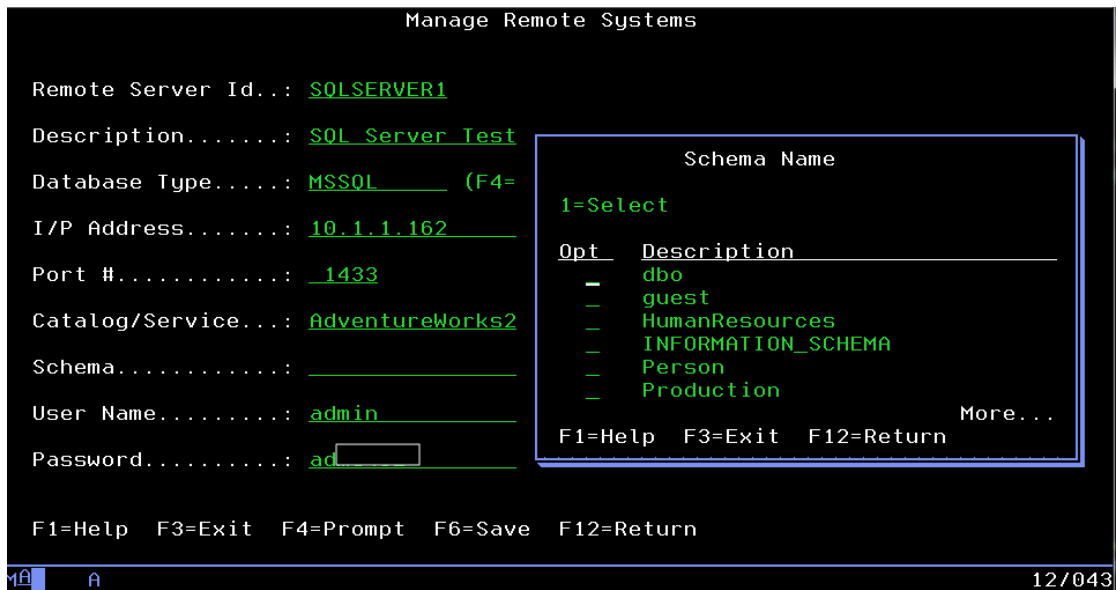 Manage Remote Systems
Remote Server Id..: SQLSERVER1
Description.......: SQL Server Test
Database Type.....: MSSQL (F4=
I/P Address.......: 10.1.1.162
Port #............: 1433
Catalog/Service...: AdventureWorks2
Schema............:
User Name.........: admin
Password..........: ad
Schema Name
1=Select
Opt Description
dbo
guest
HumanResources
INFORMATION_SCHEMA
Person
Production
More...
F1=Help F3=Exit F12=Return
F1=Help F3=Exit F4=Prompt F6=Save F12=Return
MA A 12/043